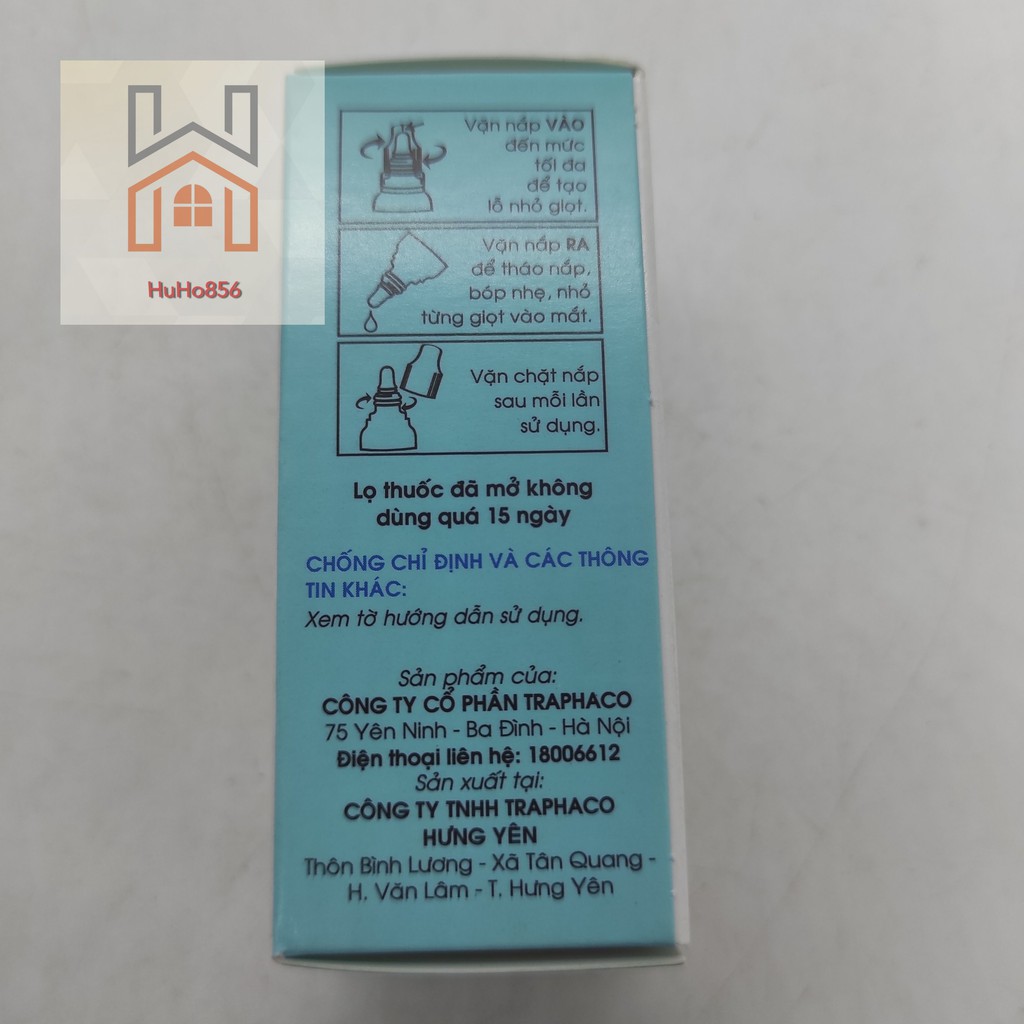 HuHo856
Vặn nắp VÀO
đến mức
tối đa
để tạo
lỗ nhỏ giọt.
Vặn nắp RA
để tháo nắp,
bóp nhẹ, nhỏ
từng giọt vào mắt.
Vặn chặt nắp
sau mỗi lần
sử dụng.
Lọ thuốc đã mở không
dùng quá 15 ngày
CHỐNG CHỈ ĐỊNH VÀ CÁC THÔNG
TIN KHÁC:
Xem tờ hướng dẫn sử dụng.
Sản phẩm của:
CÔNG TY CỔ PHẦN TRAPHACO
75 Yên Ninh - Ba Đình - Hà Nội
Điện thoại liên hệ: 18006612
Sản xuất tại:
CÔNG TY TNHH TRAPHACO
HƯNG YÊN
Thôn Bình Lương - Xã Tân Quang -
H. Văn Lâm - T. Hưng Yên